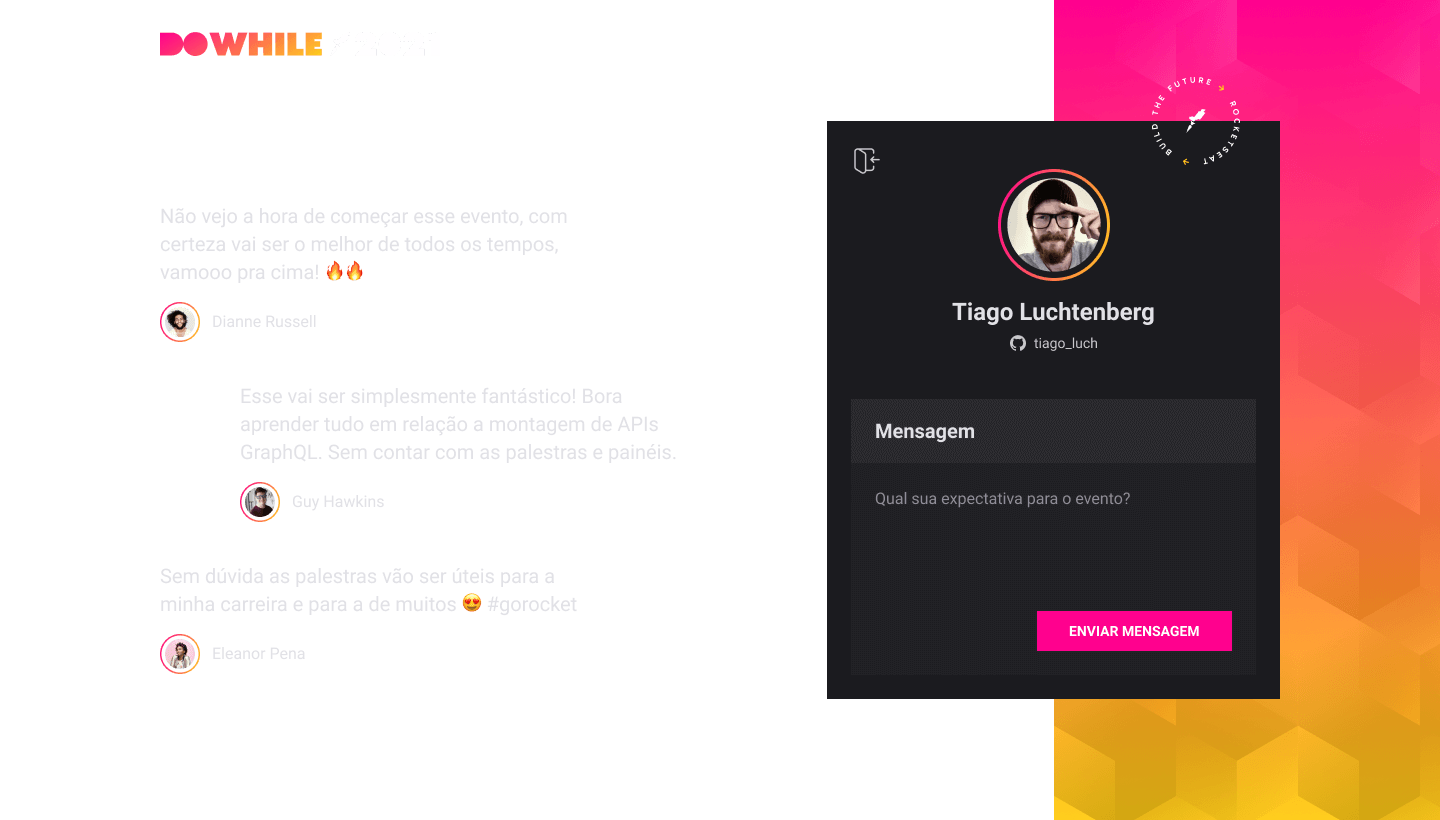 DOWHILE
Não vejo a hora de começar esse evento, com
certeza vai ser o melhor de todos os tempos,
vamooo pra cima! 🔥🔥
Dianne Russell
Esse vai ser simplesmente fantástico! Bora
aprender tudo em relação a montagem de APIs
GraphQL. Sem contar com as palestras e painéis.
Guy Hawkins
Sem dúvida as palestras vão ser úteis para a
minha carreira e para a de muitos 😍 #gorocket
Eleanor Pena
BUILD THE FUTURE → ROCKETSEAT →
Tiago Luchtenberg
tiago_luch
Mensagem
Qual sua expectativa para o evento?
ENVIAR MENSAGEM